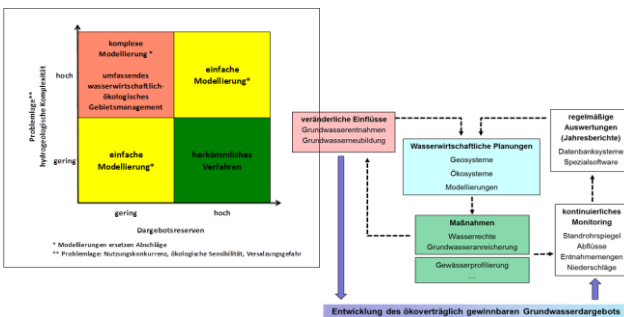 komplexe
Modellierung *
umfassendes
wasserwirtschaftlich-
ökologisches
Gebietsmanagement
einfache
Modellierung*
einfache
Modellierung*
herkömmliches
Verfahren
Problemlage**
hydrogeologische Komplexität
hoch
gering
gering
hoch
Dargebotsreserven
* Modellierungen ersetzen Abschläge
** Problemlage: Nutzungskonkurrenz, ökologische Sensibilität, Versalzungsgefahr
veränderliche Einflüsse
Grundwasserentnahmen
Grundwasserneubildung
Wasserwirtschaftliche Planungen
Geosysteme
Ökosysteme
Modellierungen
regelmäßige
Auswertungen
(Jahresberichte)
Datenbanksysteme
Spezialsoftware
Maßnahmen
Wasserrechte
Grundwasseranreicherung
Gewässerprofilierung
...
kontinuierliches
Monitoring
Standrohrspiegel
Abflüsse
Entnahmemengen
Niederschläge
Entwicklung des ökoverträglich gewinnbaren Grundwasserdargebots